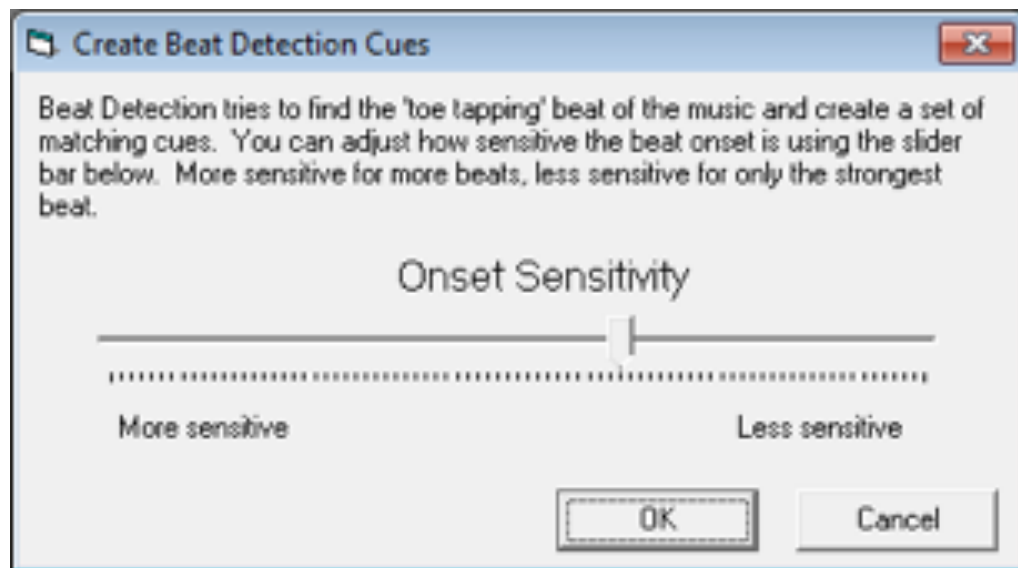 Create Beat Detection Cues
Beat Detection tries to find the 'toe tapping' beat of the music and create a set of
matching cues.  You can adjust how sensitive the beat onset is using the slider
bar below.  More sensitive for more beats, less sensitive for only the strongest
beat.
Onset Sensitivity
More sensitive
Less sensitive
OK
Cancel